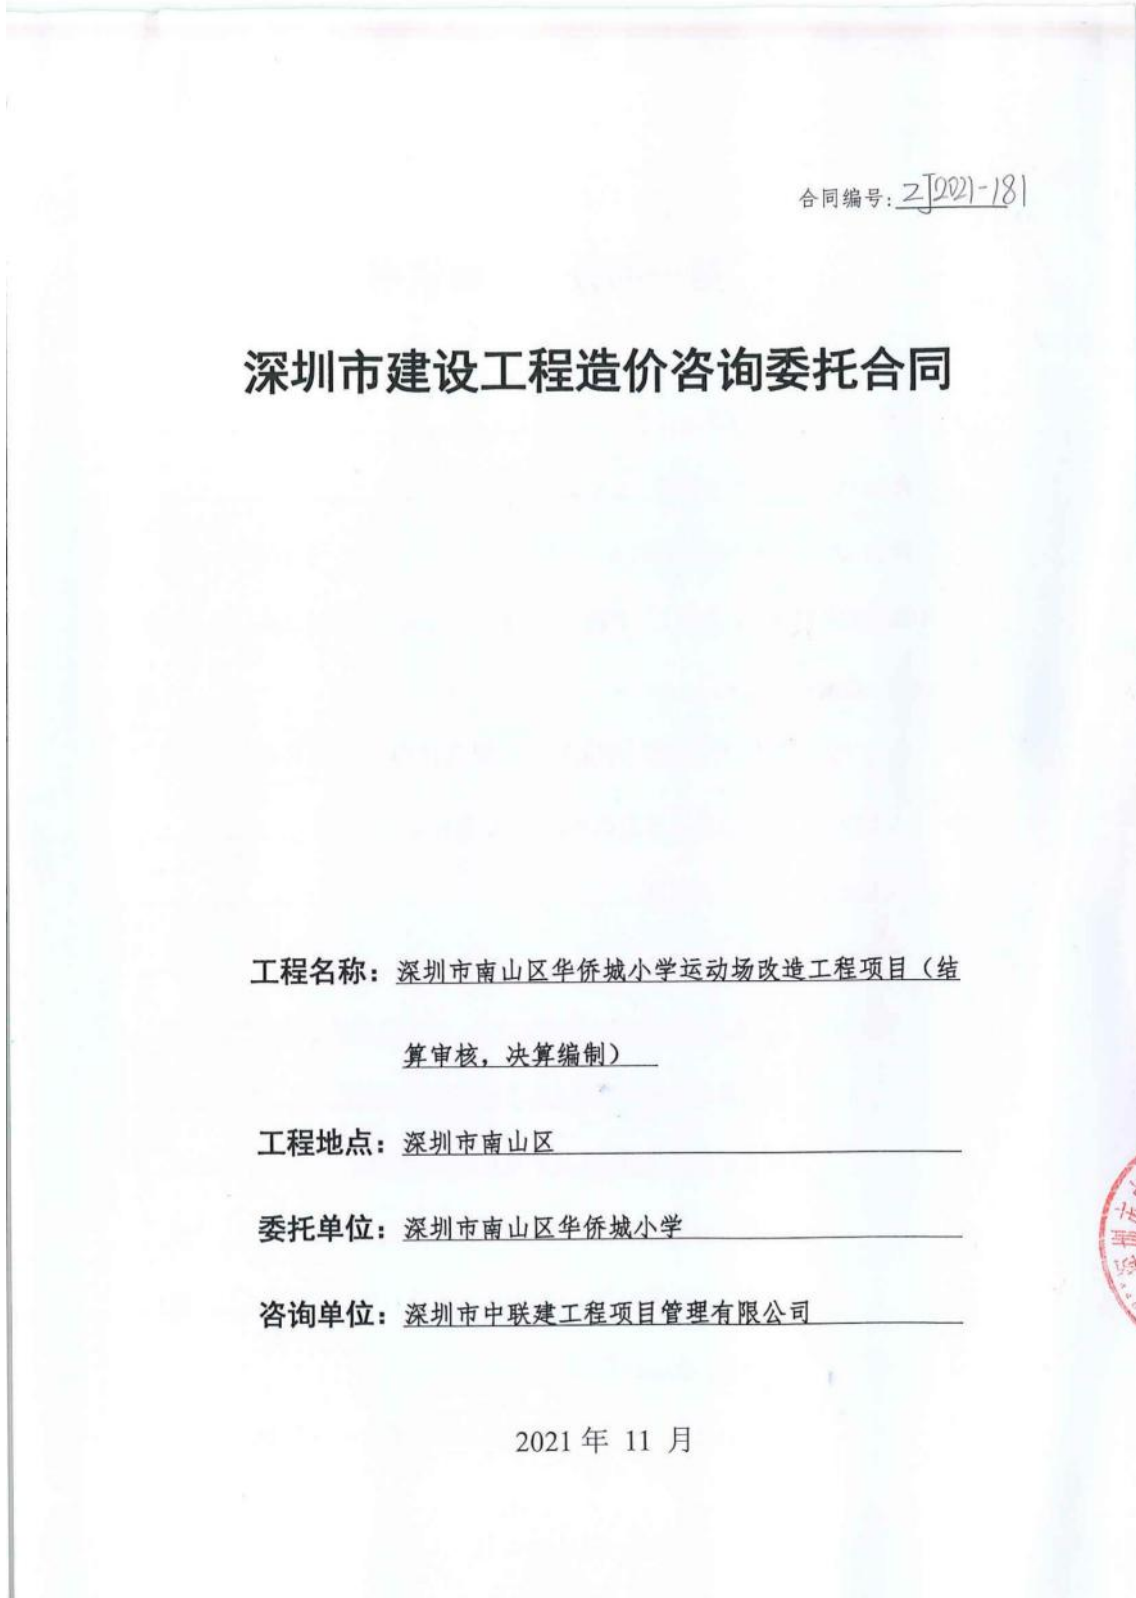 合同编号：ZJ2021-181
深圳市建设工程造价咨询委托合同
工程名称：深圳市南山区华侨城小学运动场改造工程项目（结
算审核，决算编制）
工程地点：深圳市南山区
委托单位：深圳市南山区华侨城小学
咨询单位：深圳市中联建工程项目管理有限公司
2021年 11 月